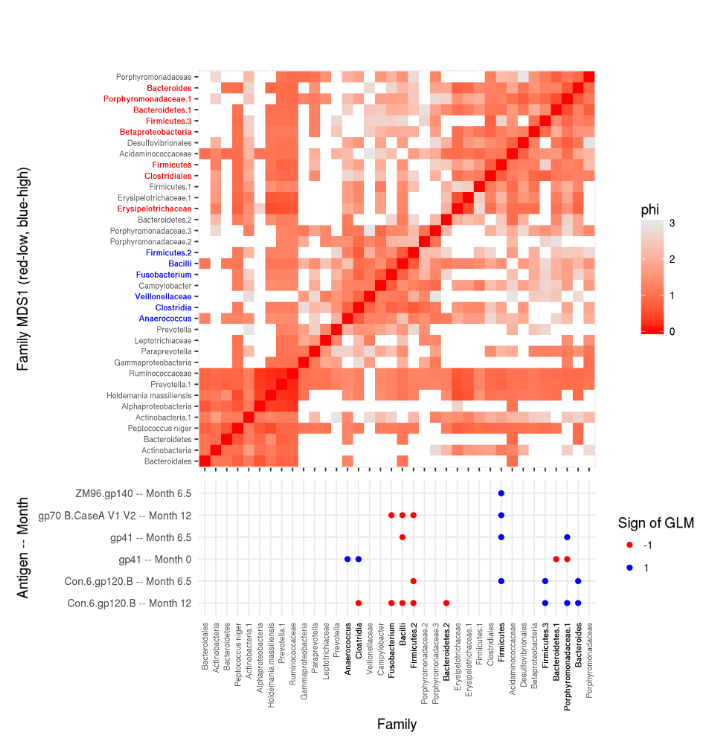 Porphyromonadaceae
Bacteroides
Porphyromonadaceae.1
Bacteroidetes.1
Firmicutes.3
Betaproteobacteria
Desulfovibrionales
Acidaminococcaceae
Firmicutes
Clostridiales
Firmicutes.1
Erysipelotrichaceae.1
Erysipelotrichaceae
Bacteroidetes.2
Porphyromonadaceae.3
Porphyromonadaceae.2
Firmicutes.2
Bacilli
Fusobacterium
Campylobacter
Veillonellaceae
Clostridia
Anaerococcus
Prevotella
Leptotrichiaceae
Paraprevotella
Gammaproteobacteria
Ruminococcaceae
Prevotella.1
Holdemania massiliensis
Alphaproteobacteria
Actinobacteria.1
Peptococcus niger
Bacteroidetes
Actinobacteria
Bacteroidales
Family MDS1 (red-low, blue-high)
phi
3
2
1
0
Antigen -- Month
ZM96.gp140 -- Month 6.5
gp70 B.CaseA V1 V2 -- Month 12
gp41 -- Month 6.5
gp41 -- Month 0
Con.6.gp120.B -- Month 6.5
Con.6.gp120.B -- Month 12
Sign of GLM
-1
1
Bacteroidales
Actinobacteria
Bacteroidetes
Peptococcus niger
Actinobacteria.1
Alphaproteobacteria
Holdemania massiliensis
Prevotella.1
Ruminococcaceae
Gammaproteobacteria
Paraprevotella
Leptotrichiaceae
Prevotella
Anaerococcus
Clostridia
Veillonellaceae
Campylobacter
Fusobacterium
Bacilli
Firmicutes.2
Porphyromonadaceae.2
Porphyromonadaceae.3
Bacteroidetes.2
Erysipelotrichaceae
Erysipelotrichaceae.1
Firmicutes.1
Clostridiales
Firmicutes
Acidaminococcaceae
Desulfovibrionales
Betaproteobacteria
Firmicutes.3
Bacteroidetes.1
Porphyromonadaceae.1
Bacteroides
Porphyromonadaceae
Family